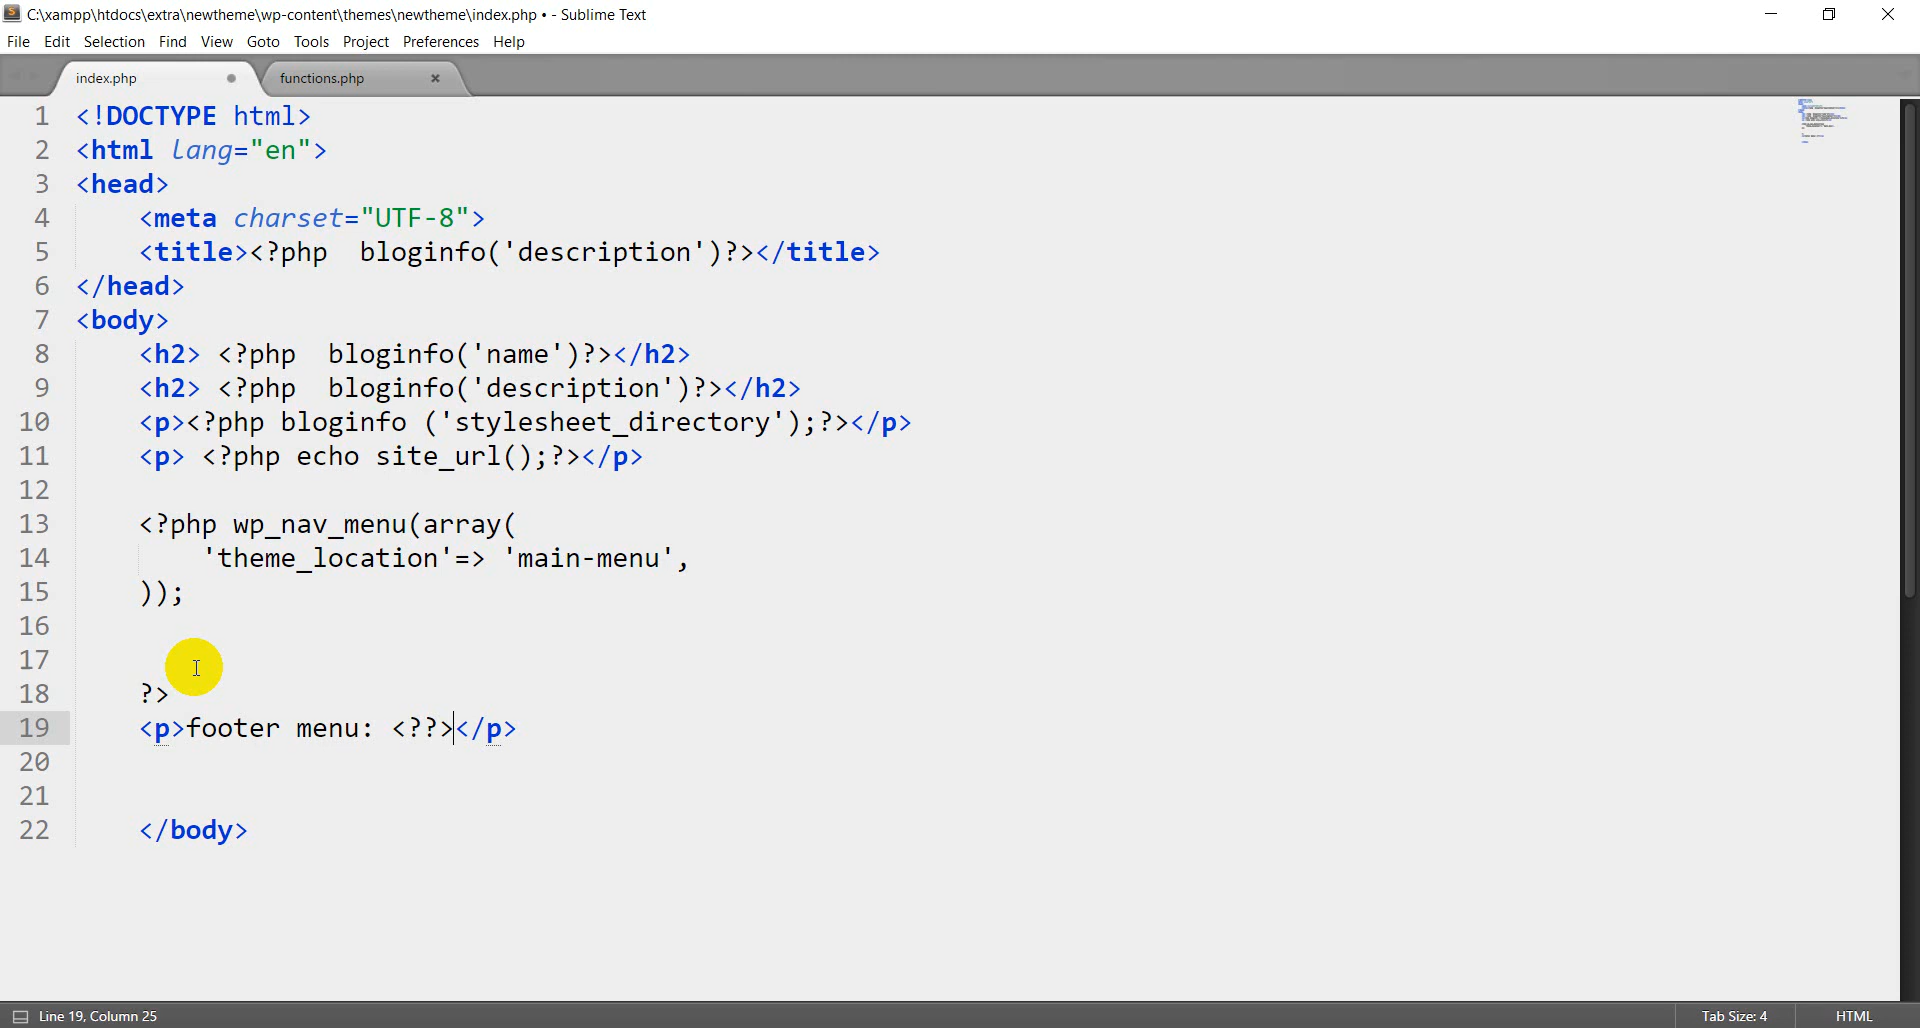 C:\xampp\htdocs\extra\newtheme\wp-content\themes\newtheme\index.php • - Sublime Text
File Edit Selection Find View Goto Tools Project Preferences Help
index.php functions.php
1 <!DOCTYPE html>
2 <html lang="en">
3 <head>
4 <meta charset="UTF-8">
5 <title><?php  bloginfo('description')?></title>
6 </head>
7 <body>
8 <h2> <?php  bloginfo('name')?></h2>
9 <h2> <?php  bloginfo('description')?></h2>
10 <p><?php bloginfo ('stylesheet_directory');?></p>
11 <p> <?php echo site_url();?></p>
12
13 <?php wp_nav_menu(array(
14 'theme_location'=> 'main-menu',
15 ));
16
17
18 ?>
19 <p>footer menu: <??></p>
20
21
22 </body>
Line 19, Column 25 Tab Size: 4 HTML